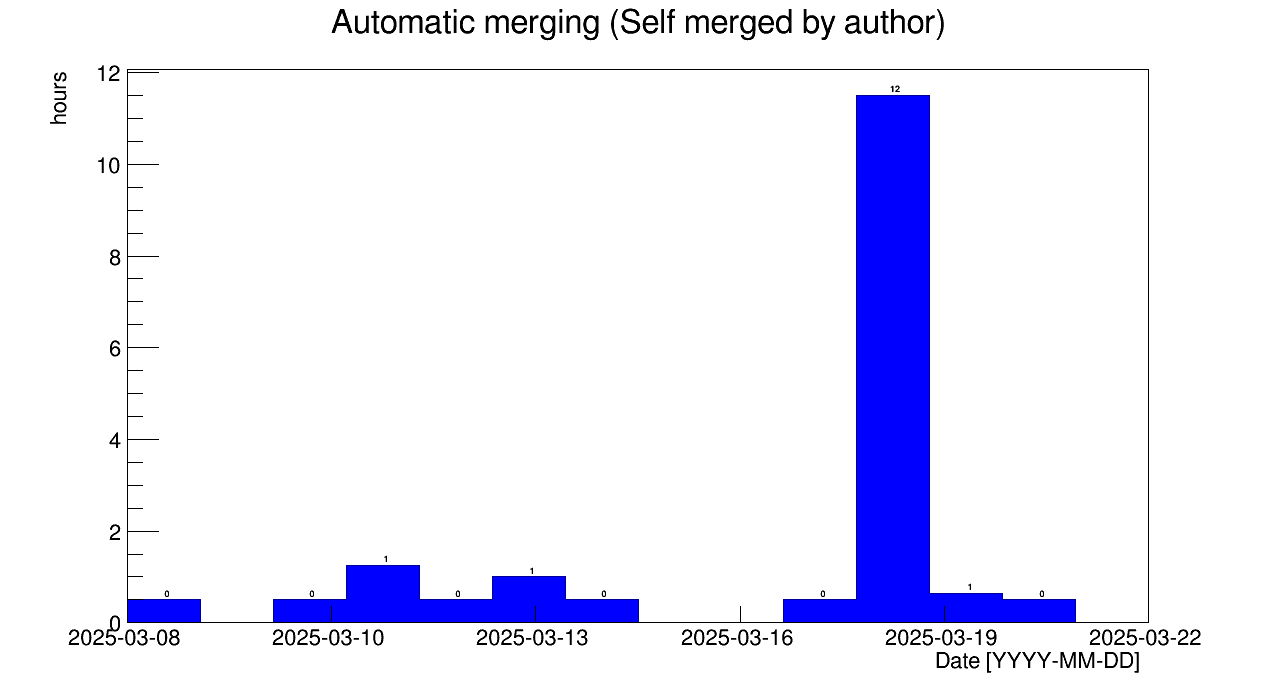 Automatic merging (Self merged by author)
hours
12
10
8
6
4
2
0
0 0 1 0 1 0 0 12 1 0
2025-03-08 2025-03-10 2025-03-13 2025-03-16 2025-03-19 2025-03-22
Date [YYYY-MM-DD]